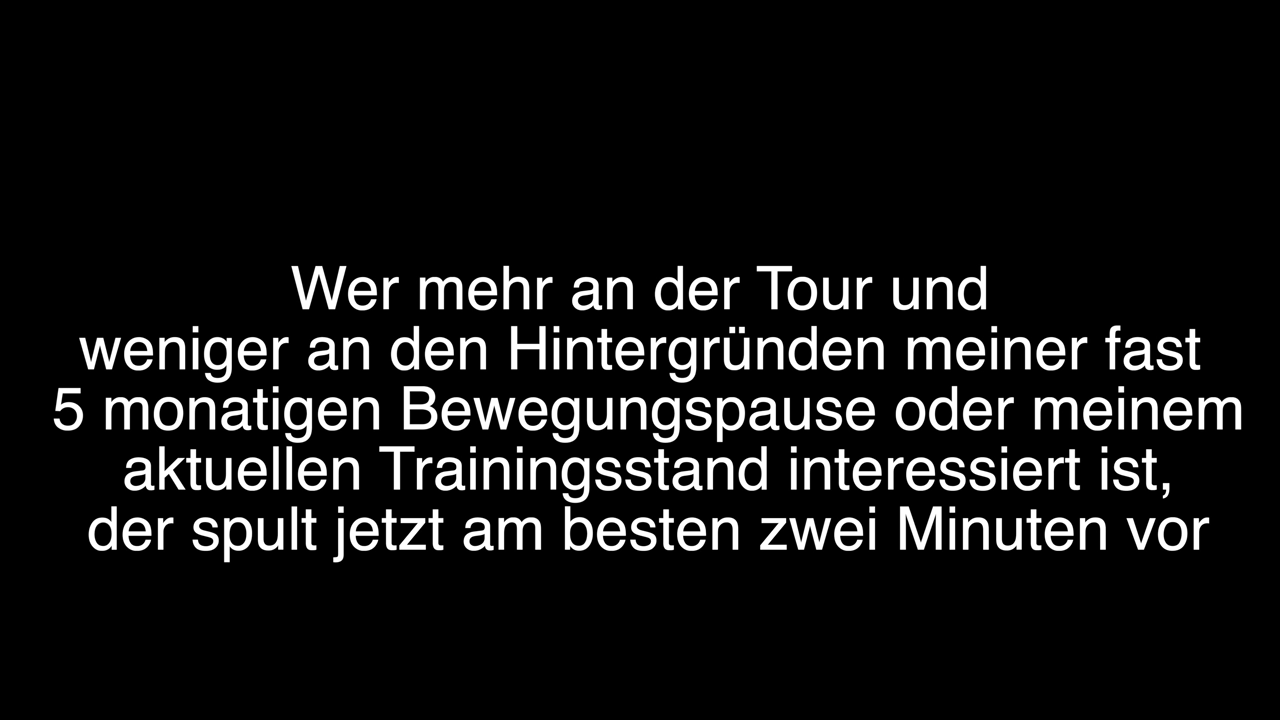 Wer mehr an der Tour und
weniger an den Hintergründen meiner fast
5 monatigen Bewegungspause oder meinem
aktuellen Trainingsstand interessiert ist,
der spult jetzt am besten zwei Minuten vor